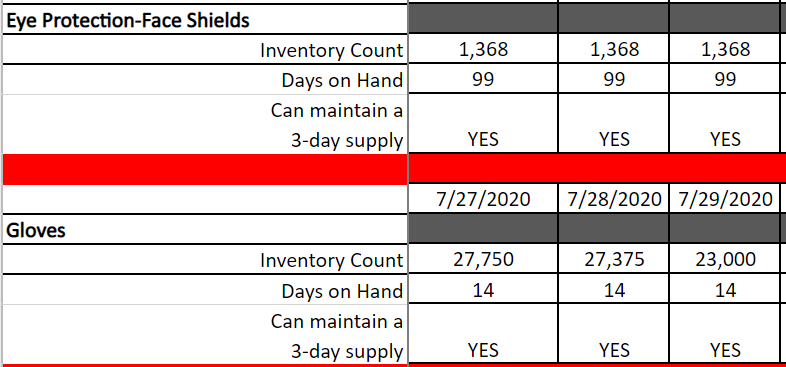 Eye Protection-Face Shields
Inventory Count 1,368 1,368 1,368
Days on Hand 99 99 99
Can maintain a
3-day supply YES YES YES
7/27/2020 7/28/2020 7/29/2020
Gloves
Inventory Count 27,750 27,375 23,000
Days on Hand 14 14 14
Can maintain a
3-day supply YES YES YES